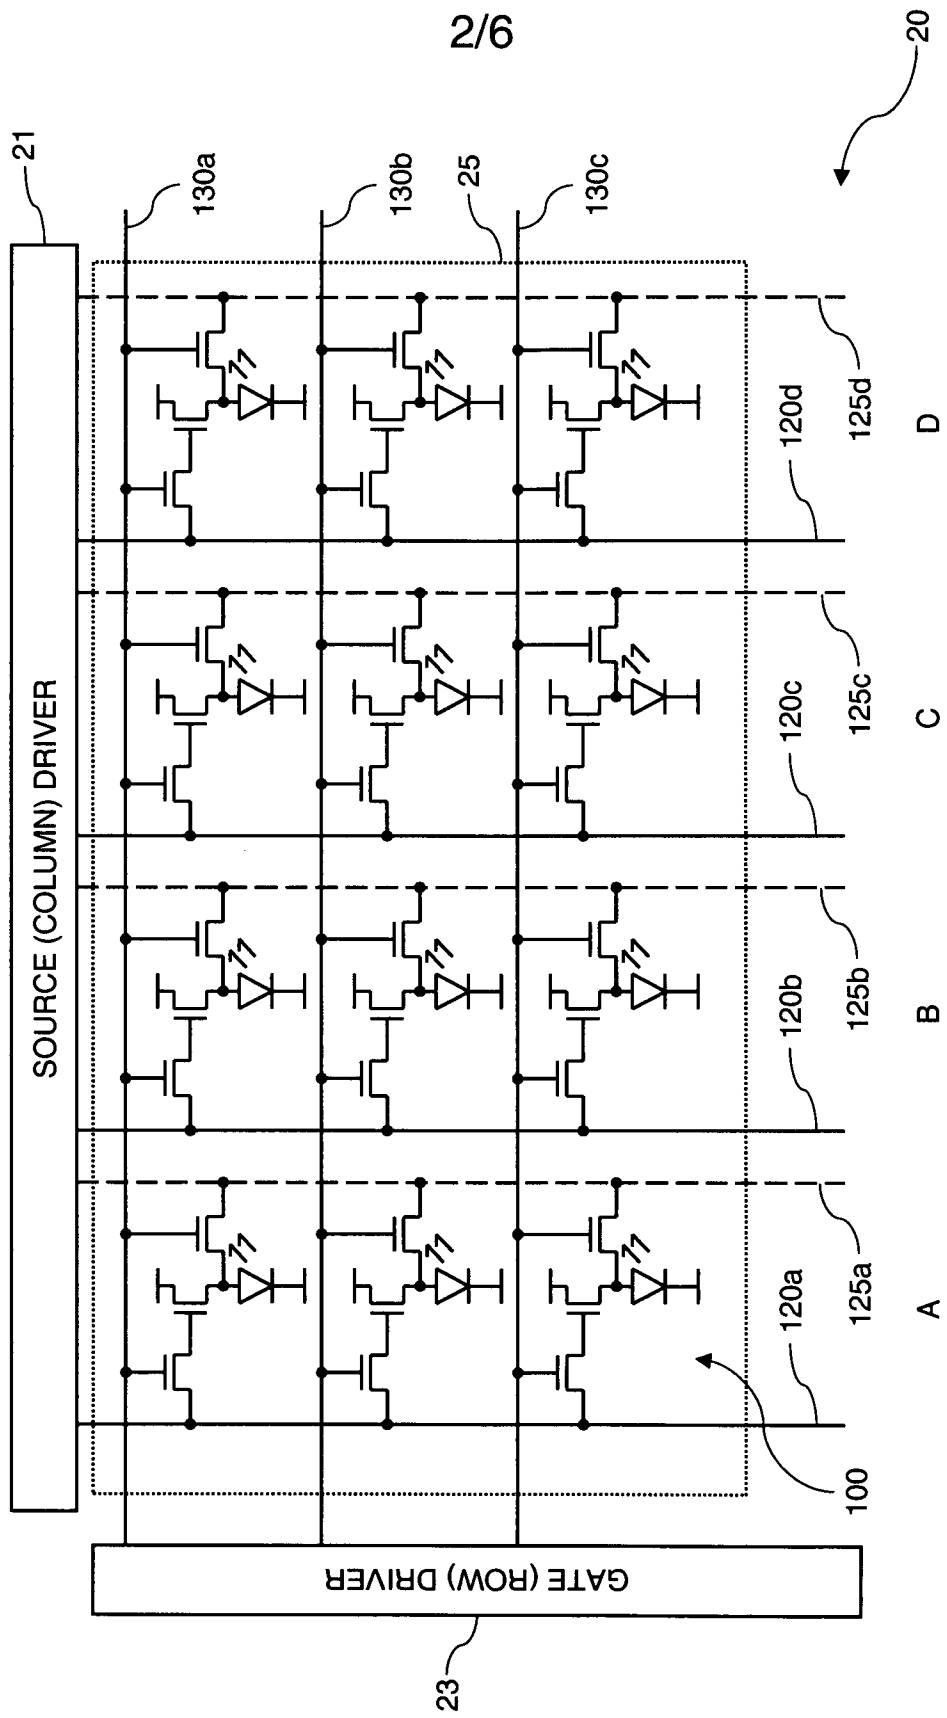 2/6
SOURCE (COLUMN) DRIVER
21
130a
130b
25
130c
GATE (ROW) DRIVER
23
100
120a
125a
120b
125b
120c
125c
120d
125d
A
B
C
D
20